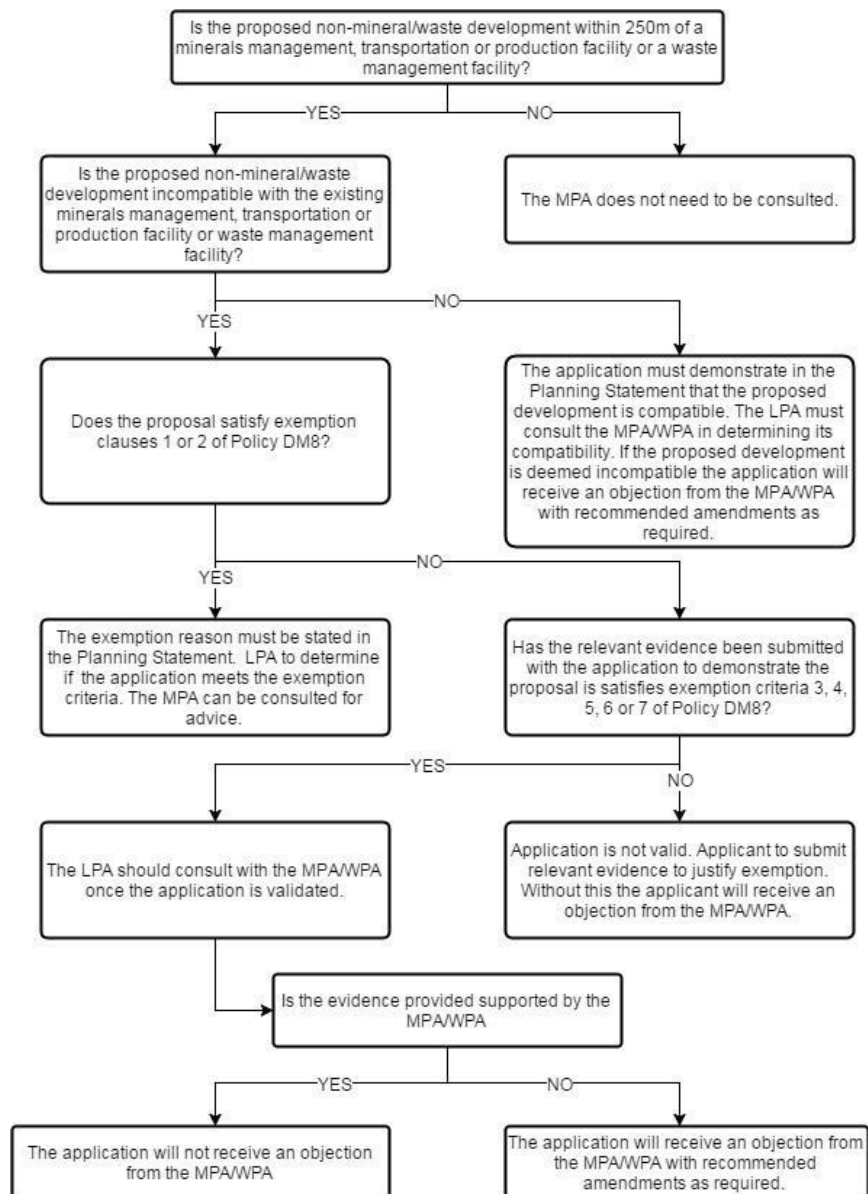 Is the proposed non-mineral/waste development within 250m of a
minerals management, transportation or production facility or a waste
management facility?
YES
NO
Is the proposed non-mineral/waste
development incompatible with the existing
minerals management, transportation or
production facility or waste management
facility?
The MPA does not need to be consulted.
NO
YES
Does the proposal satisfy exemption
clauses 1 or 2 of Policy DM8?
The application must demonstrate in the
Planning Statement that the proposed
development is compatible. The LPA must
consult the MPA/WPA in determining its
compatibility. If the proposed development
is deemed incompatible the application will
receive an objection from the MPA/WPA
with recommended amendments as
required.
NO
YES
The exemption reason must be stated in
the Planning Statement. LPA to determine
if the application meets the exemption
criteria. The MPA can be consulted for
advice.
Has the relevant evidence been submitted
with the application to demonstrate the
proposal is satisfies exemption criteria 3, 4,
5, 6 or 7 of Policy DM8?
YES
NO
The LPA should consult with the MPA/WPA
once the application is validated.
Application is not valid. Applicant to submit
relevant evidence to justify exemption.
Without this the applicant will receive an
objection from the MPA/WPA.
Is the evidence provided supported by the
MPA/WPA
YES
NO
The application will not receive an objection
from the MPA/WPA
The application will receive an objection from
the MPA/WPA with recommended
amendments as required.